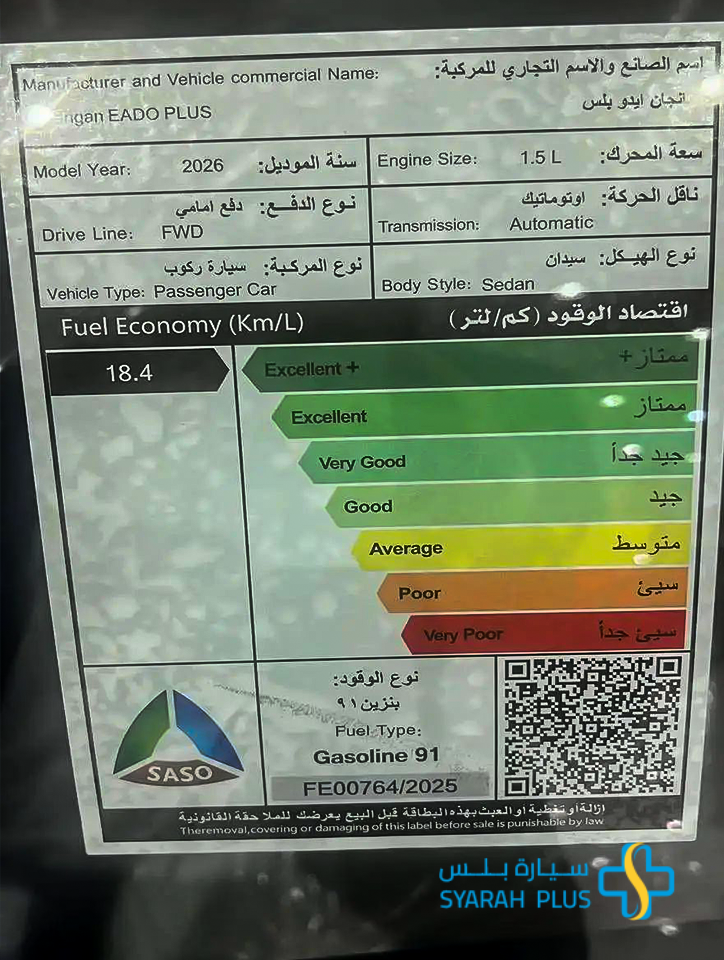 اسم الصانع والاسم التجاري للمركبة:
Manufacturer and Vehicle commercial Name:
ايدو بلس
EADO PLUS
Model Year: 2026 سنة الموديل:
Engine Size: 1.5 L سعة المحرك:
نوع الدفــع: دفع امامي
Drive Line: FWD
ناقل الحركة: اوتوماتيك
Transmission: Automatic
نوع المركبة: سيارة ركوب
Vehicle Type: Passenger Car
نوع الهيكل: سيدان
Body Style: Sedan
Fuel Economy (Km/L) اقتصاد الوقود (كم/لتر)
18.4
Excellent + ممتاز+
Excellent ممتاز
Very Good جيد جداً
Good جيد
Average متوسط
Poor سيئ
Very Poor سيئ جداً
SASO
نوع الوقود:
بنزين ٩١
Fuel Type:
Gasoline 91
FE00764/2025
ازالة أو تغطية او العبث بهذه البطاقة قبل البيع يعرضك للملاحقة القانونية
The removal,covering or damaging of this label before sale is punishable by law
سيارة بلس
SYARAH PLUS